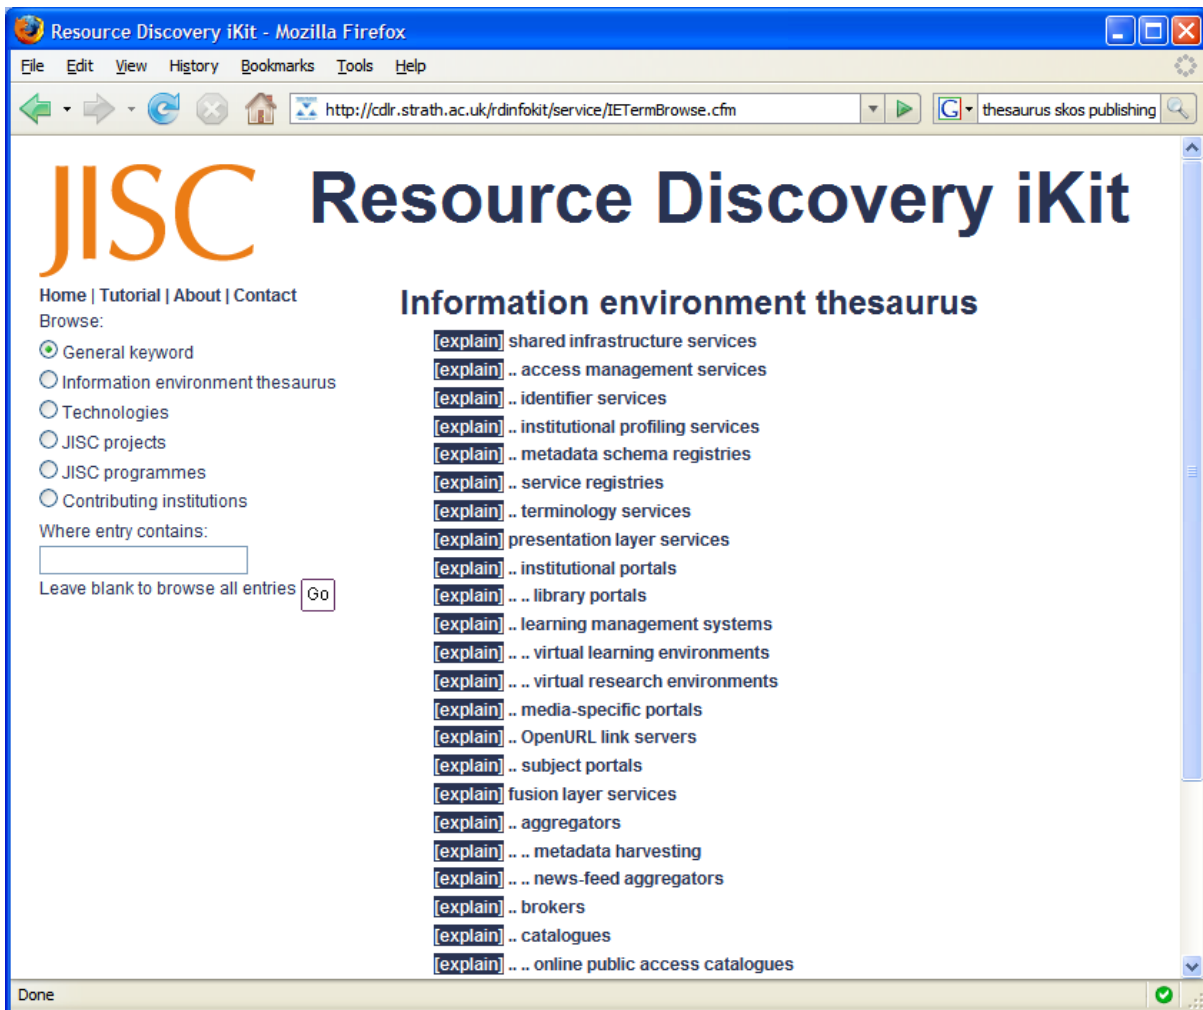 Resource Discovery iKit - Mozilla Firefox
File Edit View History Bookmarks Tools Help
http://cdlr.strath.ac.uk/rdinfokit/service/IETermBrowse.cfm
G thesaurus skos publishing
JISC
Resource Discovery iKit
Home | Tutorial | About | Contact
Browse:
General keyword
Information environment thesaurus
Technologies
JISC projects
JISC programmes
Contributing institutions
Where entry contains:
Leave blank to browse all entries Go
Information environment thesaurus
[explain] shared infrastructure services
[explain] .. access management services
[explain] .. identifier services
[explain] .. institutional profiling services
[explain] .. metadata schema registries
[explain] .. service registries
[explain] .. terminology services
[explain] presentation layer services
[explain] .. institutional portals
[explain] .. .. library portals
[explain] .. learning management systems
[explain] .. .. virtual learning environments
[explain] .. .. virtual research environments
[explain] .. media-specific portals
[explain] .. OpenURL link servers
[explain] .. subject portals
[explain] fusion layer services
[explain] .. aggregators
[explain] .. .. metadata harvesting
[explain] .. .. news-feed aggregators
[explain] .. brokers
[explain] .. catalogues
[explain] .. .. online public access catalogues
Done